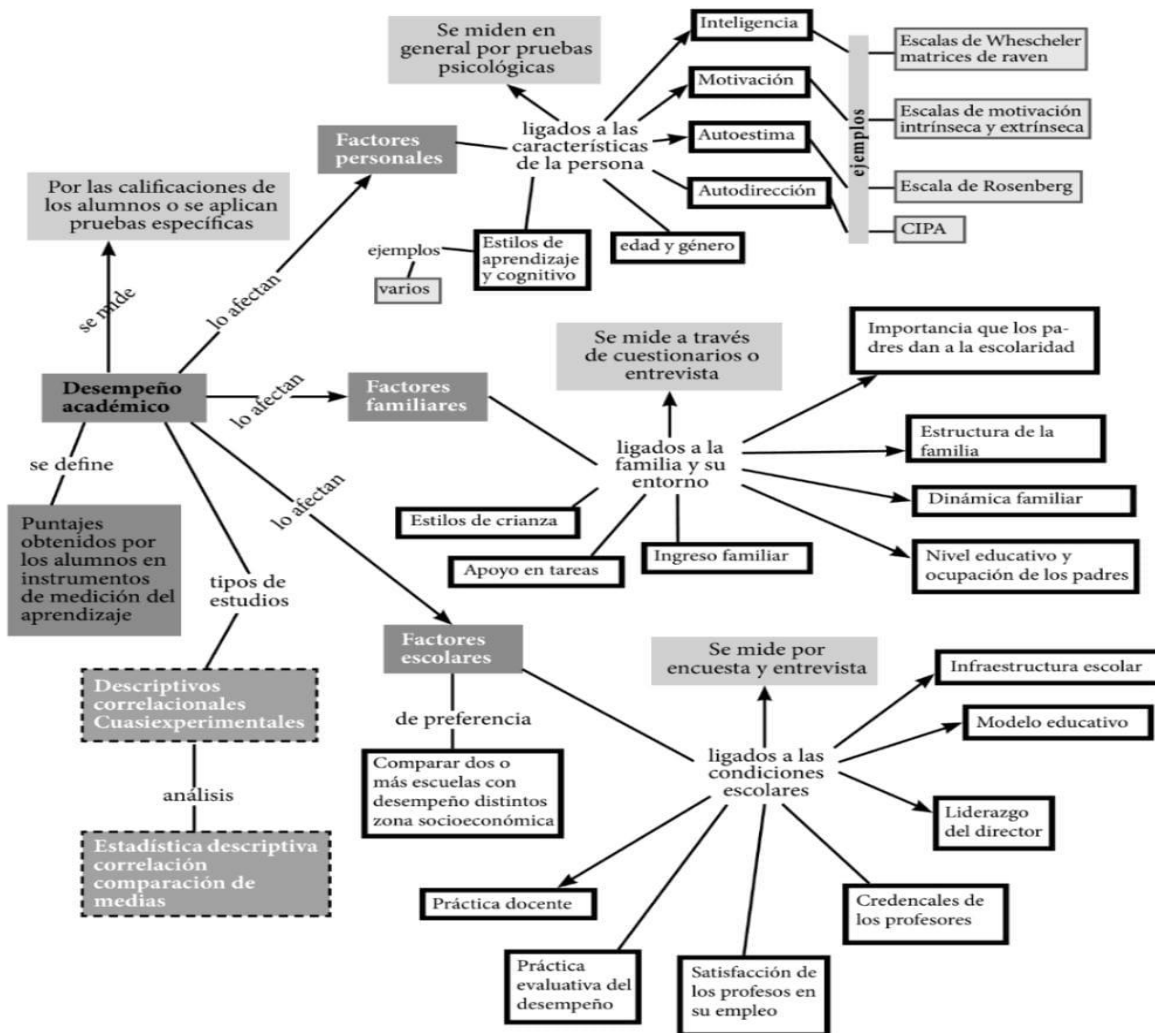 Se miden en
general por pruebas
psicológicas
Inteligencia
Motivación
Autoestima
Autodirección
ejemplos
Escalas de Whescheler
matrices de raven
Escalas de motivación
intrínseca y extrínseca
Escala de Rosenberg
CIPA
Factores
personales
ligados a las
características
de la persona
Estilos de
aprendizaje
y cognitivo
edad y género
ejemplos
varios
Por las calificaciones de
los alumnos o se aplican
pruebas específicas
se mide
lo afectan
Desempeño
académico
lo afectan
Factores
familiares
Se mide a través
de cuestionarios o
entrevista
ligados a la
familia y su
entorno
Importancia que los pa-
dres dan a la escolaridad
Estructura de la
familia
Dinámica familiar
Nivel educativo y
ocupación de los padres
Estilos de crianza
Apoyo en tareas
Ingreso familiar
se define
Puntajes
obtenidos por
los alumnos en
instrumentos
de medición del
aprendizaje
tipos de
estudios
Descriptivos
correlacionales
Cuasiexperimentales
análisis
Estadística descriptiva
correlación
comparación de
medias
lo afectan
Factores
escolares
de preferencia
Comparar dos o
más escuelas con
desempeño distintos
zona socioeconómica
Se mide por
encuesta y entrevista
ligados a las
condiciones
escolares
Infraestructura escolar
Modelo educativo
Liderazgo
del director
Credencales de
los profesores
Práctica docente
Práctica
evaluativa del
desempeño
Satisfacción de
los profesos en
su empleo